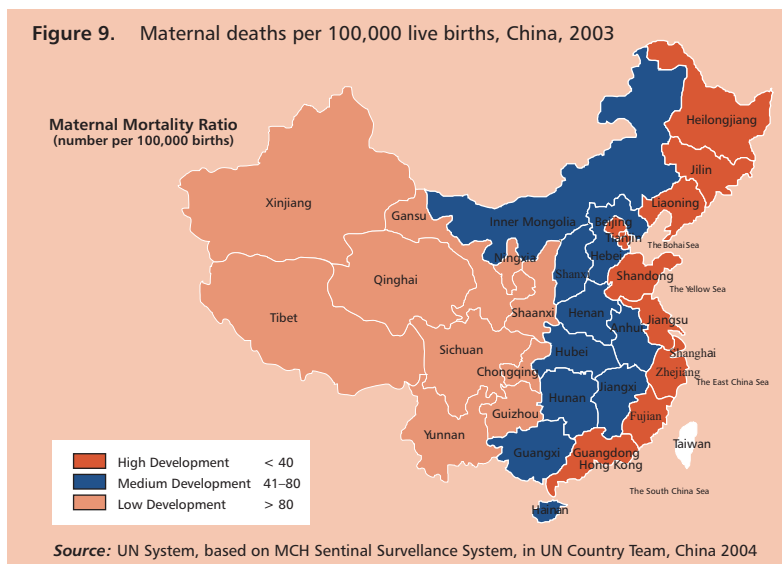 Figure 9. Maternal deaths per 100,000 live births, China, 2003
Maternal Mortality Ratio
(number per 100,000 births)
Heilongjiang
Jilin
Liaoning
Xinjiang
Gansu
Inner Mongolia
Beijing
Tianjin
The Bohai Sea
Ningxia
Hebei
Shanxi
Shandong
Qinghai
The Yellow Sea
Tibet
Shaanxi
Henan
Jiangsu
Anhui
Sichuan
Hubei
Shanghai
Chongqing
Zhejiang
The East China Sea
Hunan
Jiangxi
Guizhou
Fujian
Yunnan
Guangxi
Guangdong
Hong Kong
Taiwan
The South China Sea
Hainan
High Development < 40
Medium Development 41–80
Low Development > 80
Source: UN System, based on MCH Sentinal Survellance System, in UN Country Team, China 2004